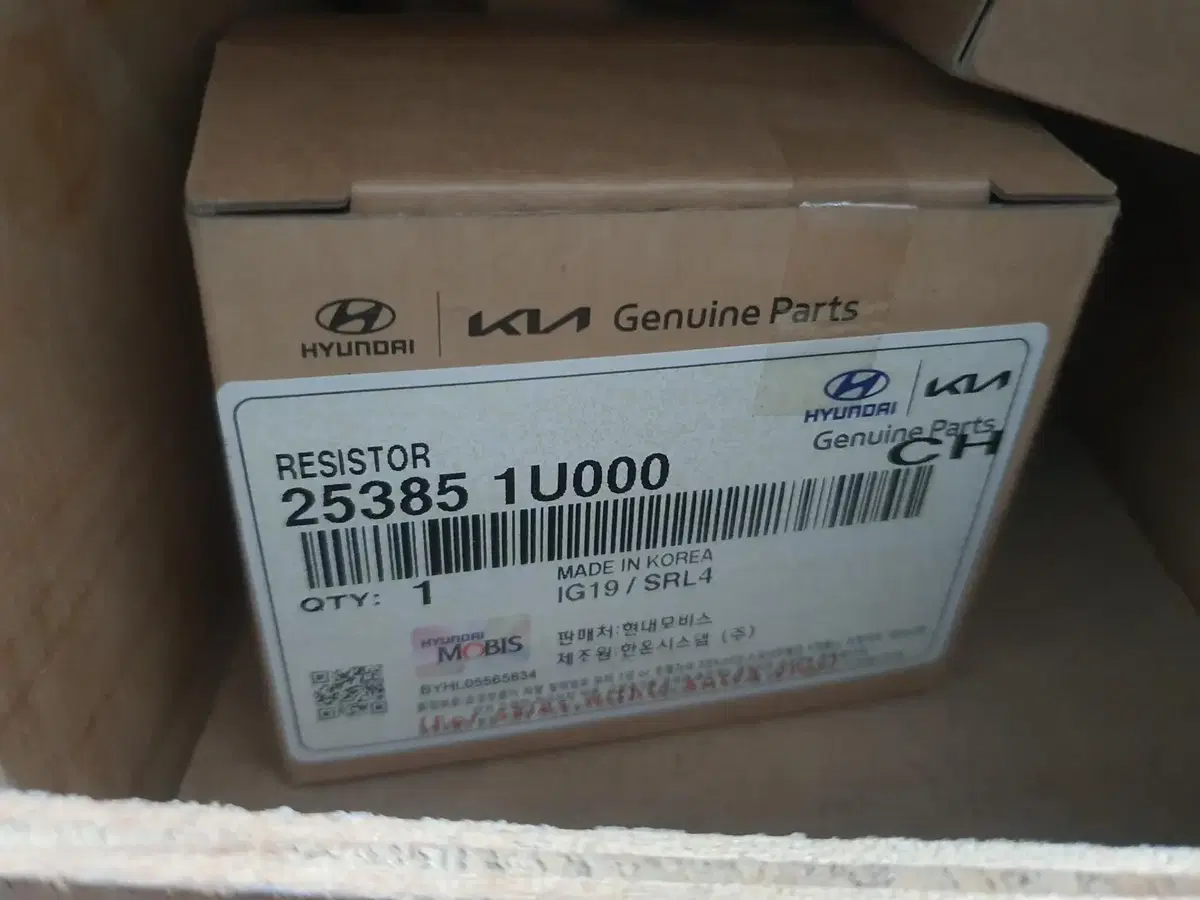 HYUNDAI KIA Genuine Parts
HYUNDAI KIA
Genuine Parts
CH
RESISTOR
25385 1U000
QTY: 1
MADE IN KOREA
IG19 / SRL4
HYUNDAI
MOBIS
판매처:현대모비스
제조원:한온시스템 (주)
BYHL05565634